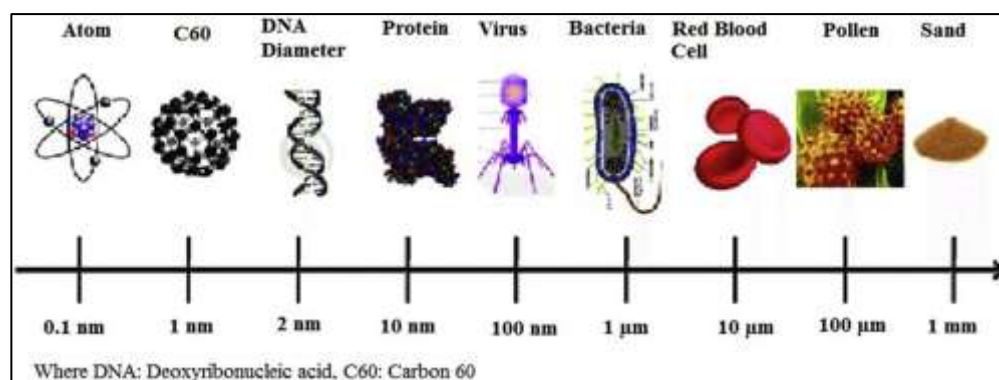 Atom C60 DNA Diameter Protein Virus Bacteria Red Blood Cell Pollen Sand
0.1 nm 1 nm 2 nm 10 nm 100 nm 1 µm 10 µm 100 µm 1 mm
Where DNA: Deoxyribonucleic acid, C60: Carbon 60